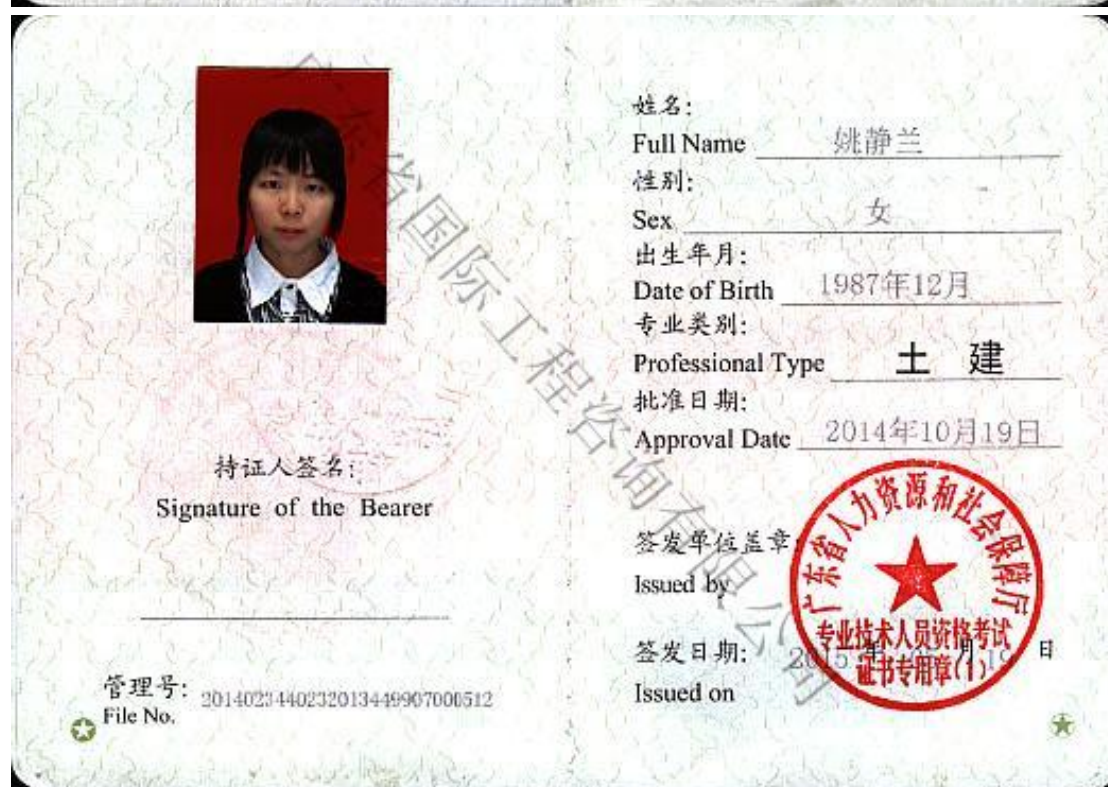 持证人签名:
Signature of the Bearer
管理号:
File No.
姓名:
Full Name 姚静兰
性别:
Sex 女
出生年月:
Date of Birth 1987年12月
专业类别:
Professional Type 土 建
批准日期:
Approval Date 2014年10月19日
签发单位盖章
Issued by
签发日期: 2015 年 月 19 日
Issued on
广东省人力资源和社会保障厅
专业技术人员资格考试
证书专用章(1)
省国际工程咨询有限公司